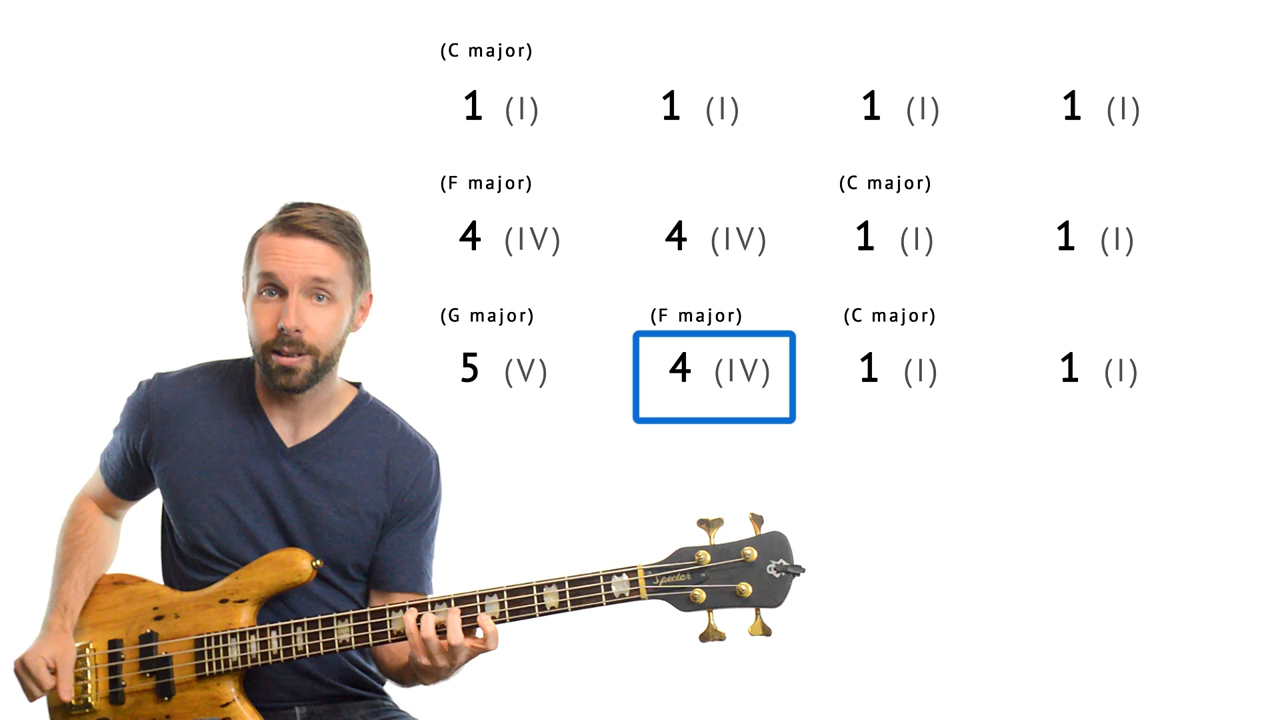 (C major)
1 (I) 1 (I) 1 (I) 1 (I)
(F major) (C major)
4 (IV) 4 (IV) 1 (I) 1 (I)
(G major) (F major) (C major)
5 (V) 4 (IV) 1 (I) 1 (I)
Spector